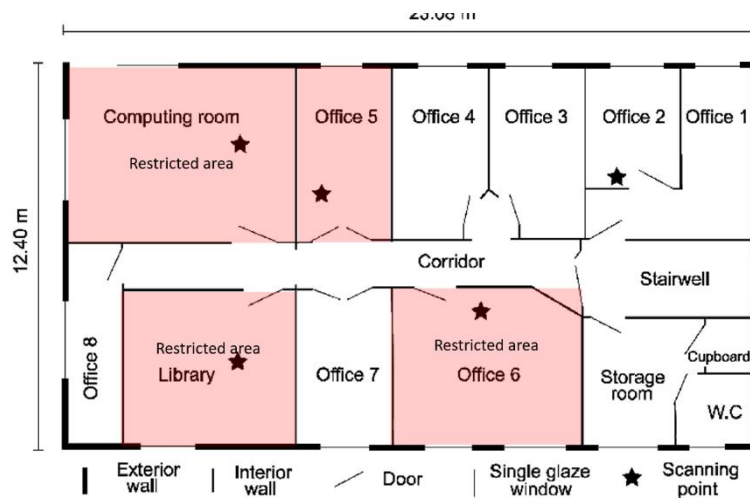 Computing room
Restricted area
Office 5
Office 4
Office 3
Office 2
Office 1
12.40 m
Corridor
Stairwell
Office 8
Restricted area
Library
Office 7
Restricted area
Office 6
Storage
room
Cupboard
W.C
Exterior
wall
Interior
wall
Door
Single glaze
window
Scanning
point